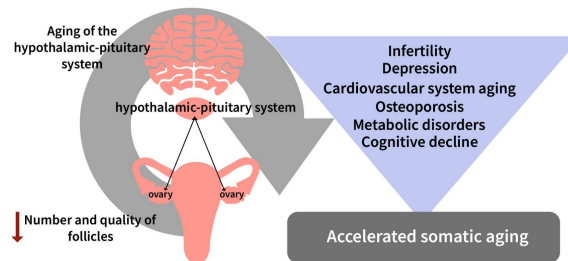 Aging of the
hypothalamic-pituitary
system
hypothalamic-pituitary system
ovary
ovary
Number and quality of
follicles
Infertility
Depression
Cardiovascular system aging
Osteoporosis
Metabolic disorders
Cognitive decline
Accelerated somatic aging